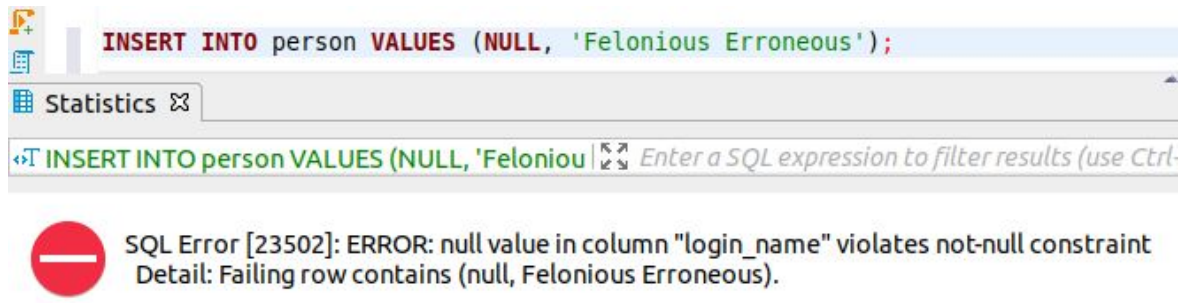 INSERT INTO person VALUES (NULL, 'Felonious Erroneous');
Statistics
INSERT INTO person VALUES (NULL, 'Feloniou Enter a SQL expression to filter results (use Ctrl-
SQL Error [23502]: ERROR: null value in column "login_name" violates not-null constraint
Detail: Failing row contains (null, Felonious Erroneous).